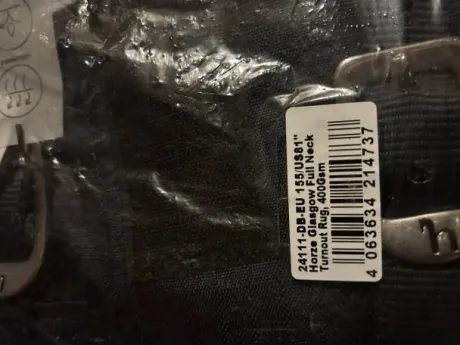 24111-DB-EU 155/US81"
Horze Glasgow Full Neck
Turnout Rug, 400Gsm
4 063634 214737
h